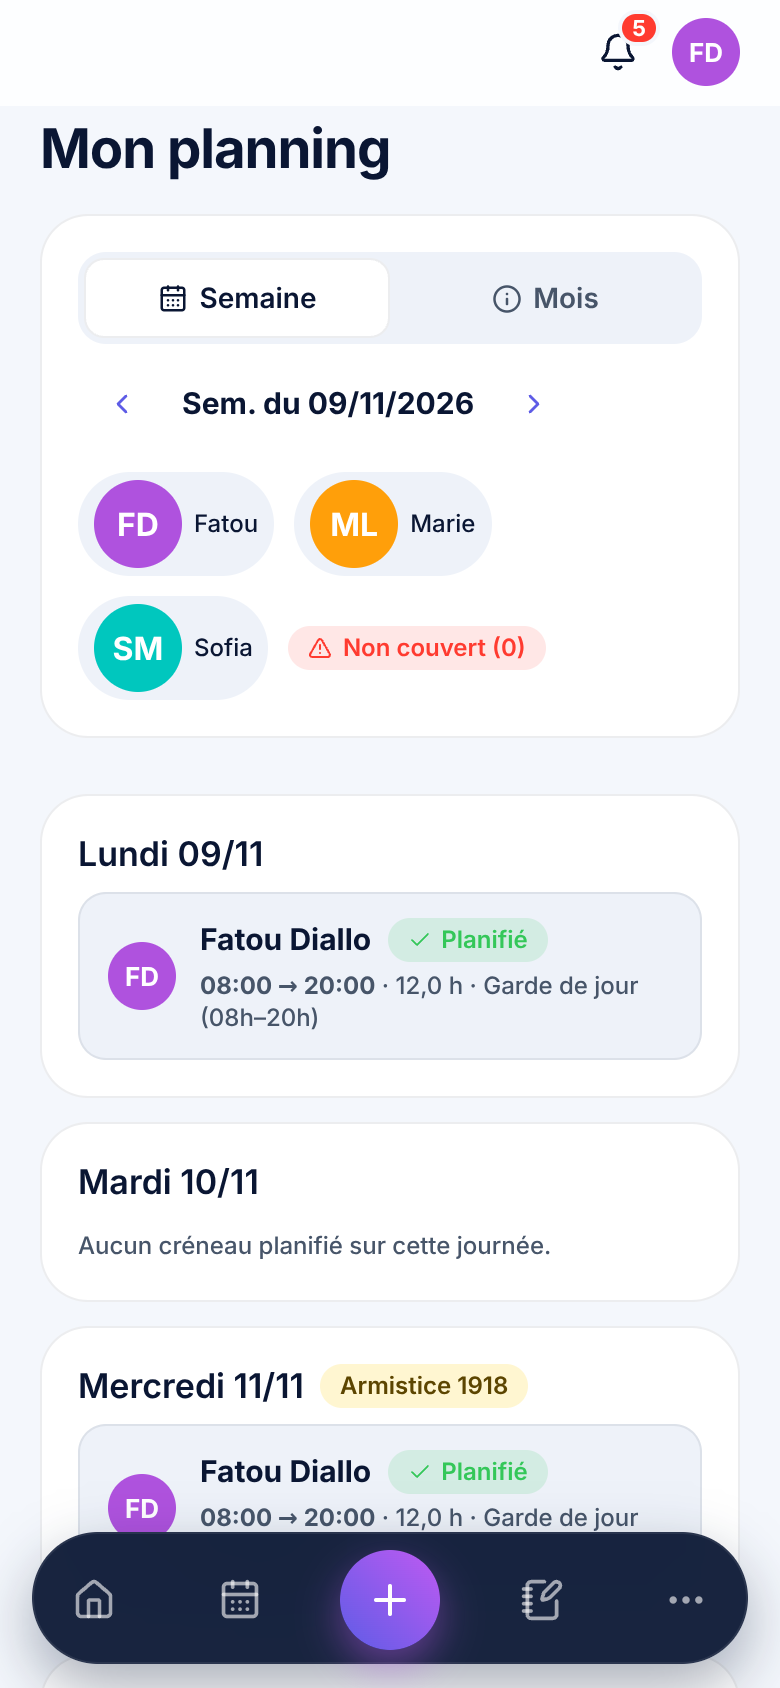 5
FD
Mon planning
Semaine
Mois
Sem. du 09/11/2026
FD Fatou
ML Marie
SM Sofia
Non couvert (0)
Lundi 09/11
FD
Fatou Diallo
Planifié
08:00 → 20:00 · 12,0 h · Garde de jour
(08h–20h)
Mardi 10/11
Aucun créneau planifié sur cette journée.
Mercredi 11/11
Armistice 1918
FD
Fatou Diallo
Planifié
08:00 → 20:00 · 12,0 h · Garde de jour